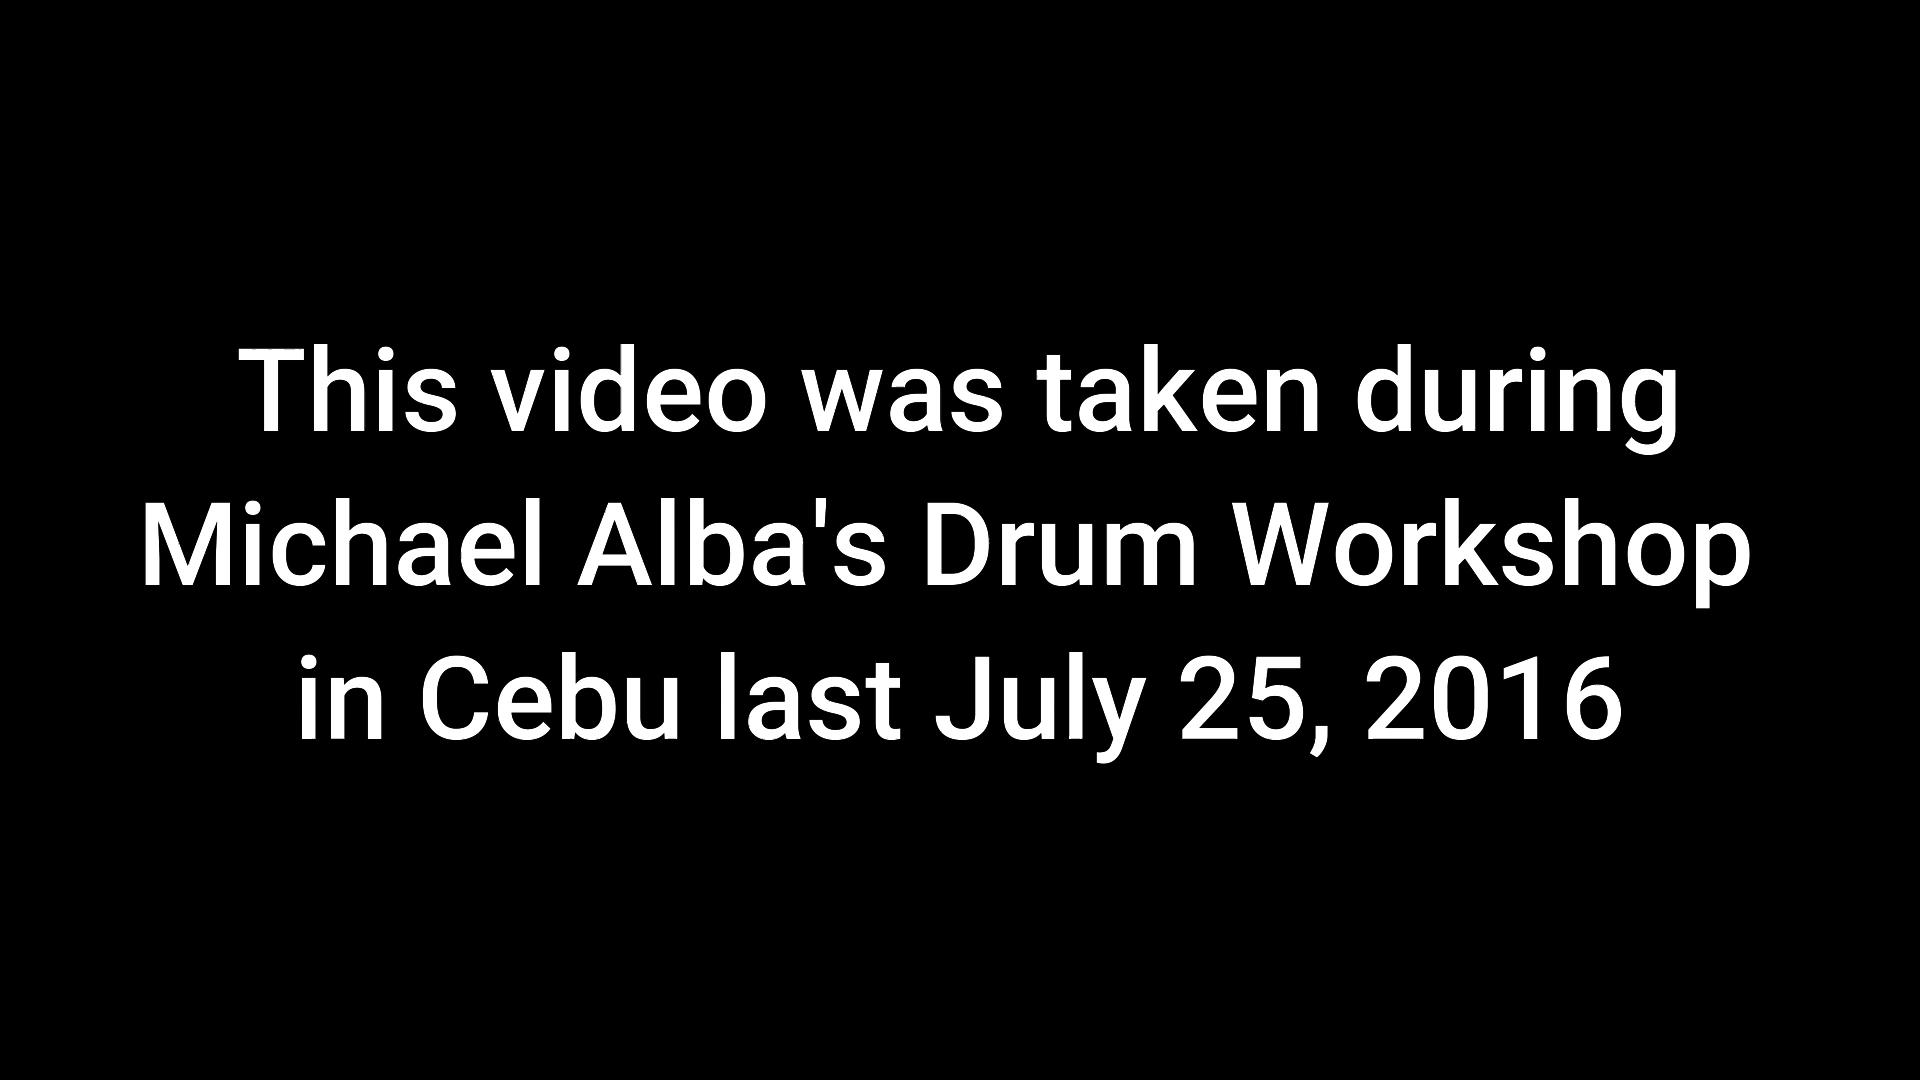 This video was taken during
Michael Alba's Drum Workshop
in Cebu last July 25, 2016